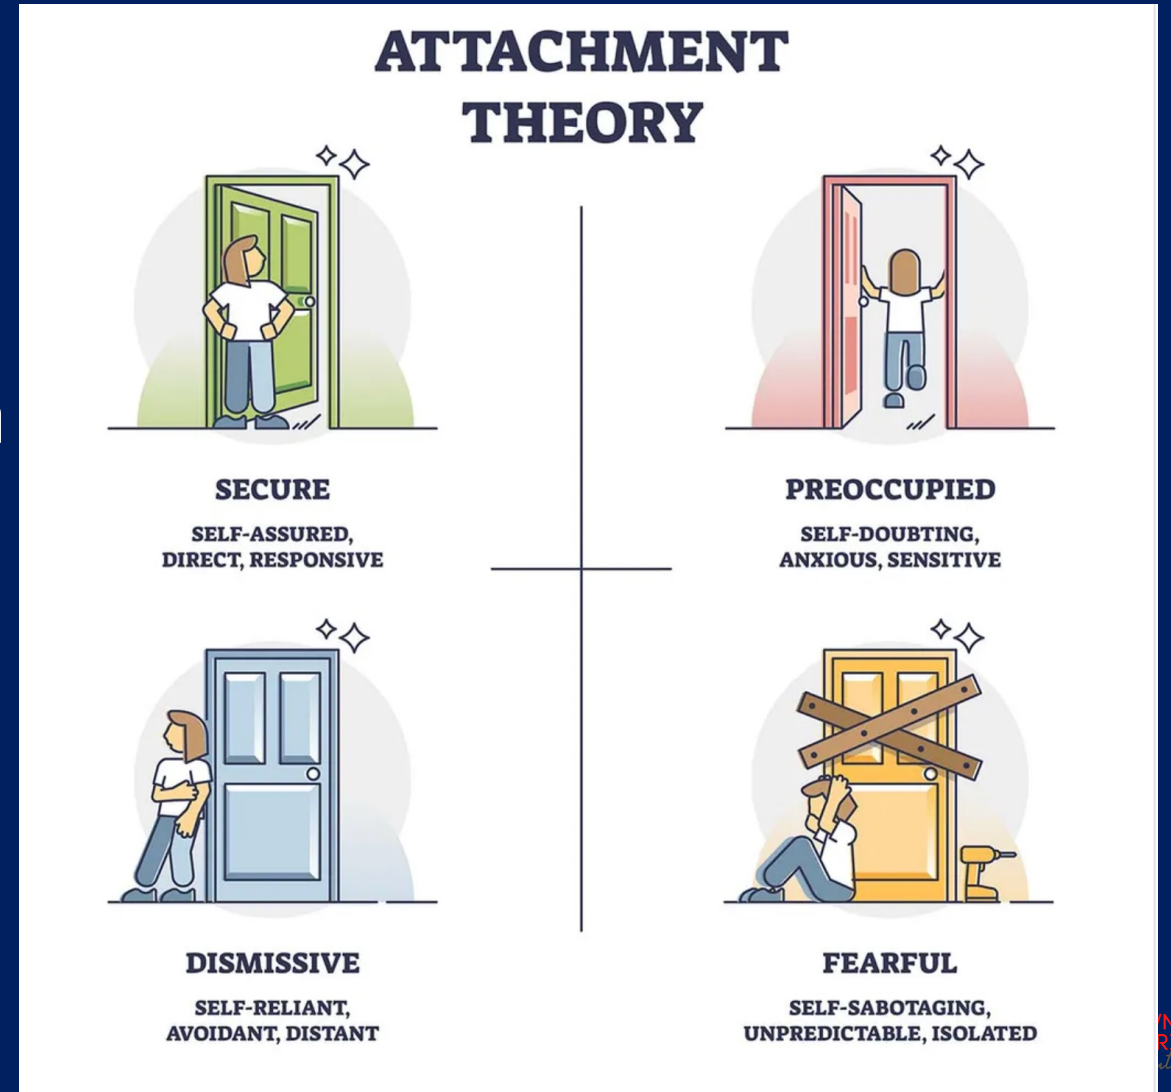 ATTACHMENT
THEORY
SECURE
SELF-ASSURED,
DIRECT, RESPONSIVE
PREOCCUPIED
SELF-DOUBTING,
ANXIOUS, SENSITIVE
DISMISSIVE
SELF-RELIANT,
AVOIDANT, DISTANT
FEARFUL
SELF-SABOTAGING,
UNPREDICTABLE, ISOLATED